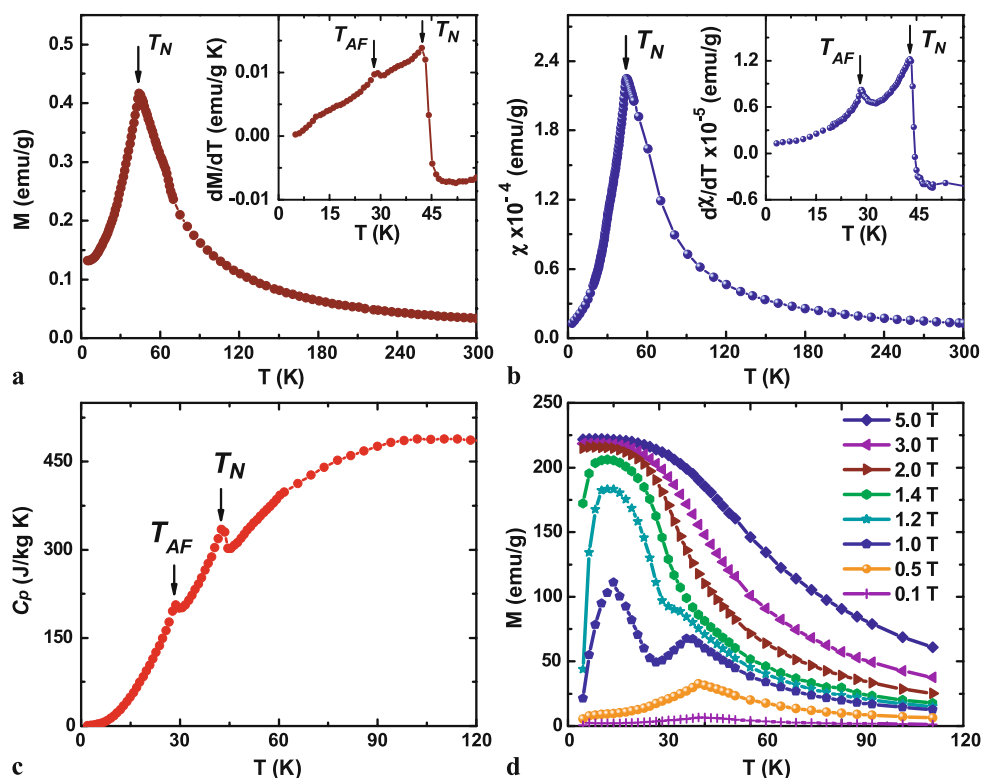 T_N
T_AF
T_N
dM/dT (emu/g K)
0.01
0.00
-0.01
0 15 30 45
T (K)
M (emu/g)
0.5
0.4
0.3
0.2
0.1
0.0
0 60 120 180 240 300
T (K)
a
T_N
T_AF
T_N
dχ/dT x10^-5 (emu/g)
1.2
0.6
0.0
-0.6
0 15 30 45
T (K)
χ x10^-4 (emu/g)
2.4
1.8
1.2
0.6
0.0
0 60 120 180 240 300
T (K)
b
T_AF
T_N
C_p (J/kg K)
450
300
150
0
0 30 60 90 120
T (K)
c
M (emu/g)
250
200
150
100
50
0
0 30 60 90 120
T (K)
5.0 T
3.0 T
2.0 T
1.4 T
1.2 T
1.0 T
0.5 T
0.1 T
d